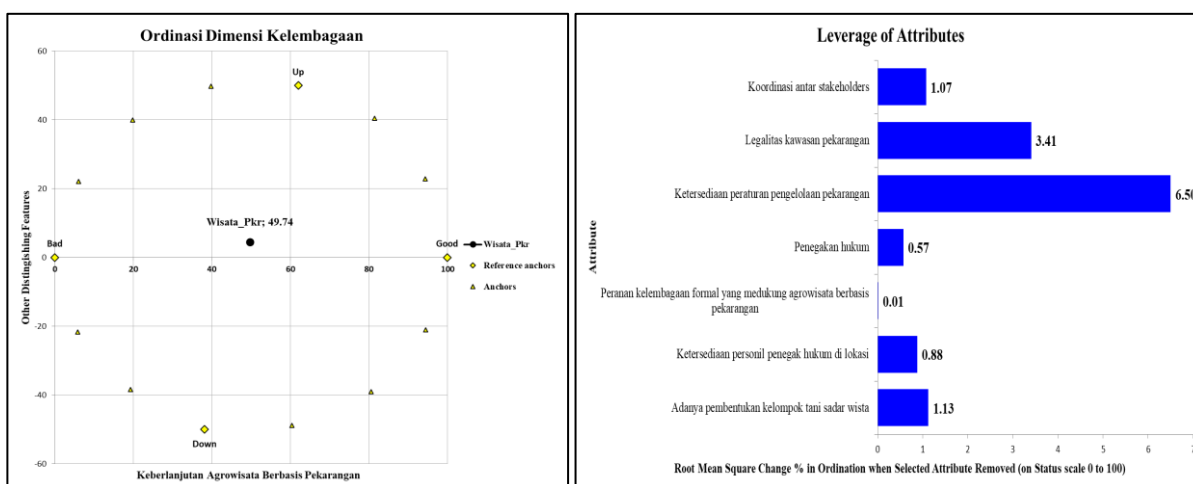 Ordinasi Dimensi Kelembagaan
60
Up
40
20
Wisata_Pkr; 49.74
Bad
Good
0
0
20
40
60
80
100
-20
-40
Down
-60
Other Distingishing Features
Keberlanjutan Agrowisata Berbasis Pekarangan
Wisata_Pkr
Reference anchors
Anchors
Leverage of Attributes
Attribute
Koordinasi antar stakeholders
1.07
Legalitas kawasan pekarangan
3.41
Ketersediaan peraturan pengelolaan pekarangan
6.50
Penegakan hukum
0.57
Peranan kelembagaan formal yang medukung agrowisata berbasis
pekarangan
0.01
Ketersediaan personil penegak hukum di lokasi
0.88
Adanya pembentukan kelompok tani sadar wista
1.13
0 1 2 3 4 5 6 7
Root Mean Square Change % in Ordination when Selected Attribute Removed (on Status scale 0 to 100)